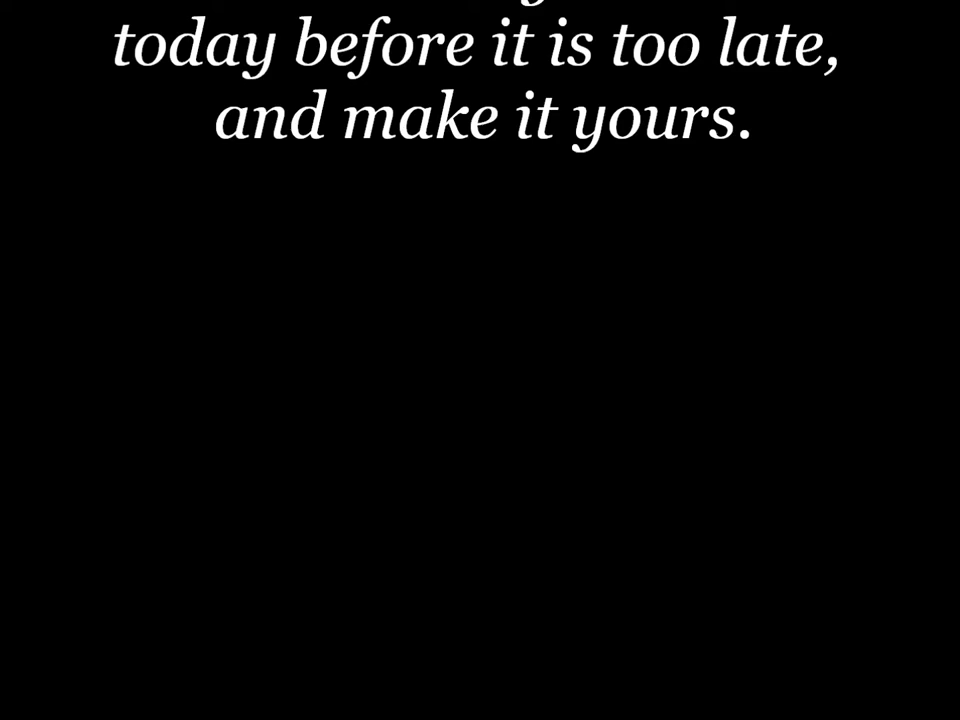 today before it is too late,
and make it yours.